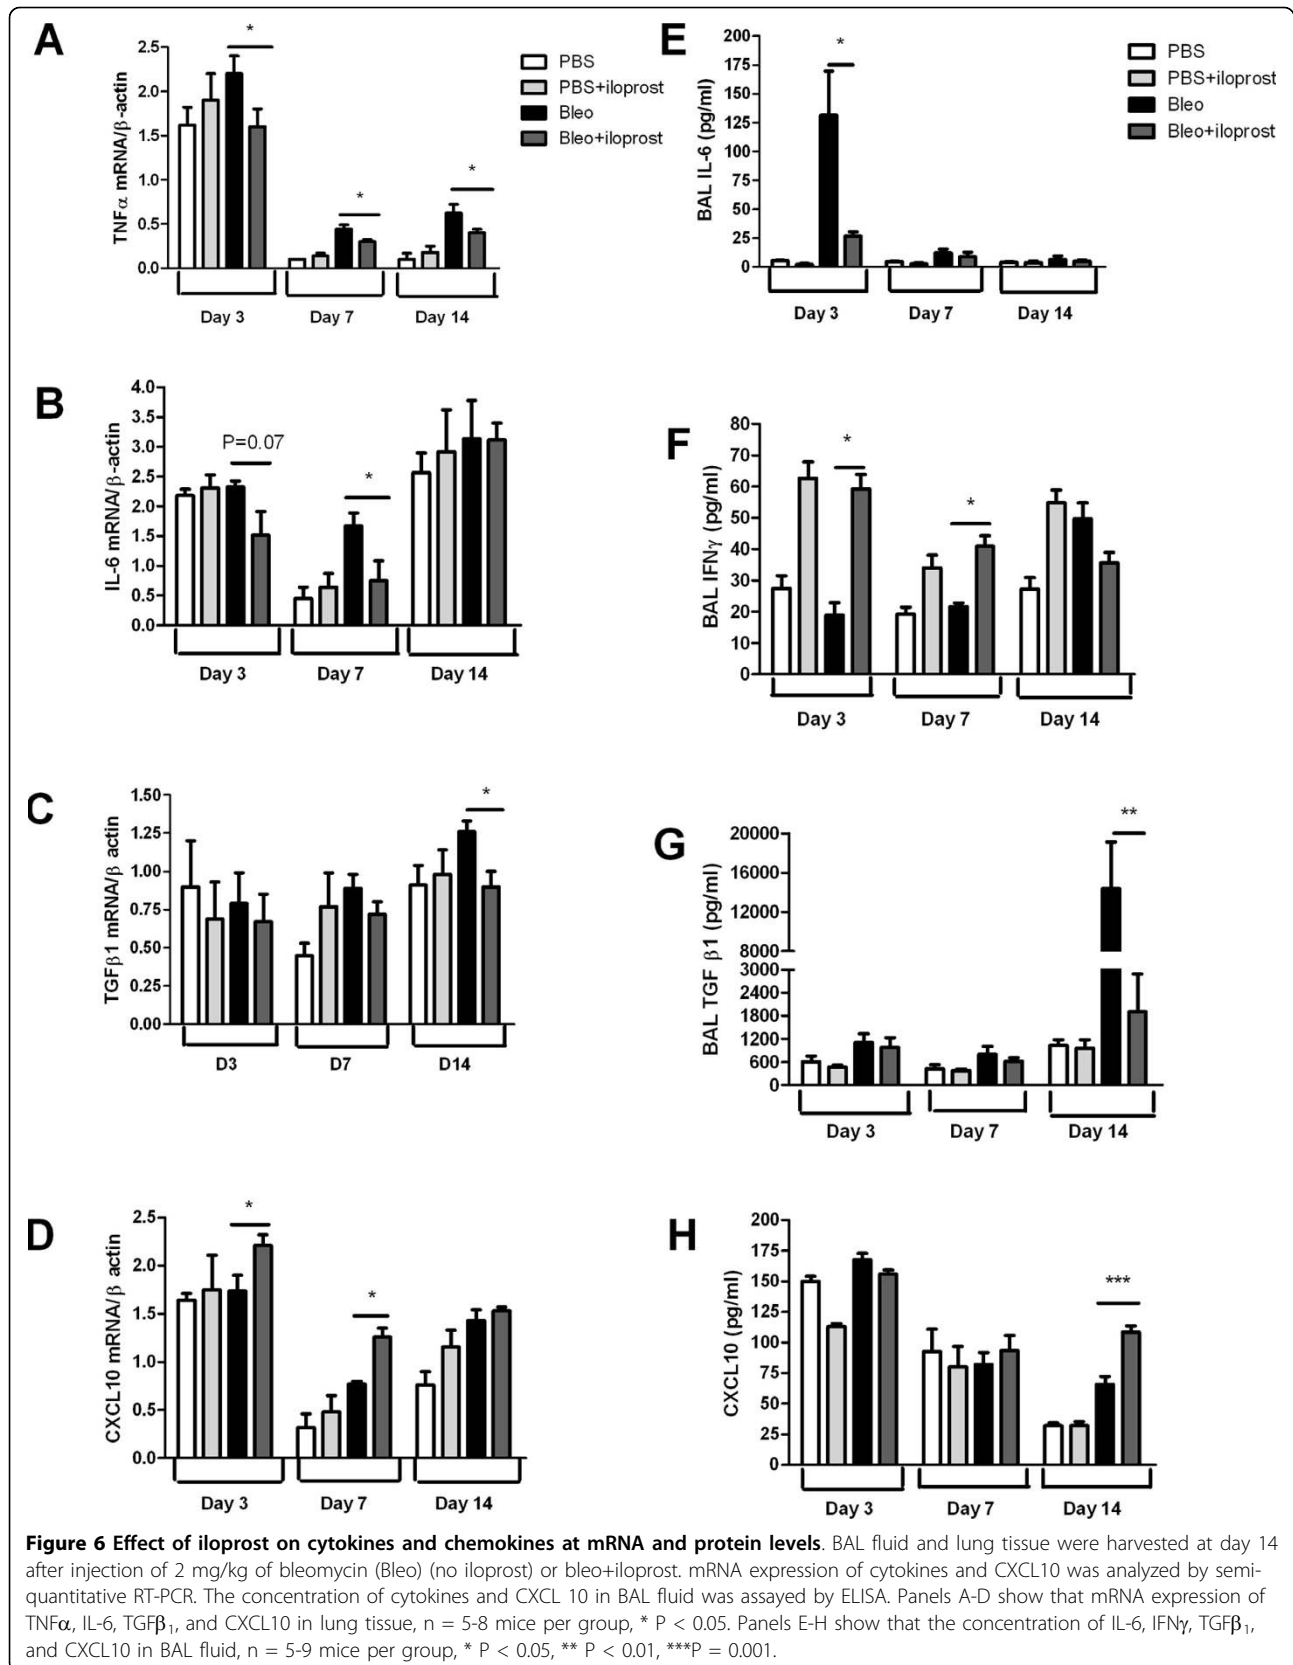 A
TNFα mRNA/β-actin
2.5
2.0
1.5
1.0
0.5
0.0
*
*
*
Day 3
Day 7
Day 14
PBS
PBS+iloprost
Bleo
Bleo+iloprost
E
BAL IL-6 (pg/ml)
200
175
150
125
100
75
50
25
0
*
Day 3
Day 7
Day 14
PBS
PBS+iloprost
Bleo
Bleo+iloprost
B
IL-6 mRNA/β-actin
4.0
3.5
3.0
2.5
2.0
1.5
1.0
0.5
0.0
P=0.07
*
Day 3
Day 7
Day 14
F
BAL IFNγ (pg/ml)
80
70
60
50
40
30
20
10
0
*
*
Day 3
Day 7
Day 14
C
TGFβ1 mRNA/β actin
1.50
1.25
1.00
0.75
0.50
0.25
0.00
*
D3
D7
D14
G
BAL TGF β1 (pg/ml)
20000
16000
12000
8000
3000
2400
1800
1200
600
0
**
Day 3
Day 7
Day 14
D
CXCL10 mRNA/β actin
2.5
2.0
1.5
1.0
0.5
0.0
*
*
Day 3
Day 7
Day 14
H
CXCL10 (pg/ml)
200
175
150
125
100
75
50
25
0
***
Day 3
Day 7
Day 14
Figure 6 Effect of iloprost on cytokines and chemokines at mRNA and protein levels. BAL fluid and lung tissue were harvested at day 14
after injection of 2 mg/kg of bleomycin (Bleo) (no iloprost) or bleo+iloprost. mRNA expression of cytokines and CXCL10 was analyzed by semi-
quantitative RT-PCR. The concentration of cytokines and CXCL 10 in BAL fluid was assayed by ELISA. Panels A-D show that mRNA expression of
TNFα, IL-6, TGFβ₁, and CXCL10 in lung tissue, n = 5-8 mice per group, * P < 0.05. Panels E-H show that the concentration of IL-6, IFNγ, TGFβ₁,
and CXCL10 in BAL fluid, n = 5-9 mice per group, * P < 0.05, ** P < 0.01, ***P = 0.001.